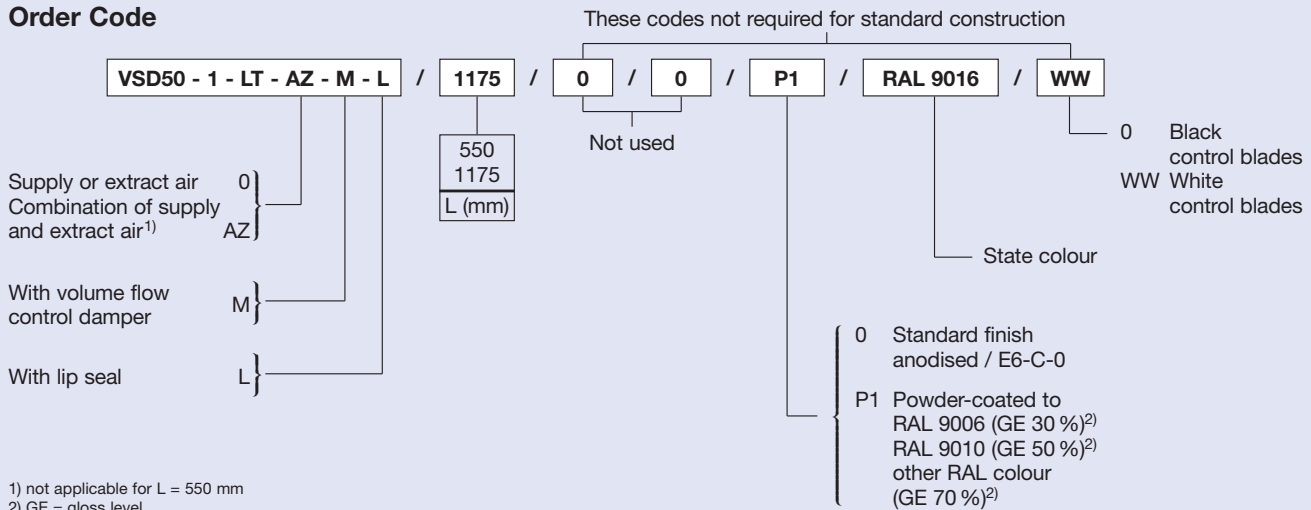 Order Code
These codes not required for standard construction
VSD50 - 1 - LT - AZ - M - L / 1175 / 0 / 0 / P1 / RAL 9016 / WW
550
1175
L (mm)
Not used
0 Black
control blades
WW White
control blades
Supply or extract air 0
Combination of supply
and extract air1) AZ
State colour
With volume flow
control damper M
With lip seal L
0 Standard finish
anodised / E6-C-0
P1 Powder-coated to
RAL 9006 (GE 30 %)2)
RAL 9010 (GE 50 %)2)
other RAL colour
(GE 70 %)2)
1) not applicable for L = 550 mm
2) GE = gloss level